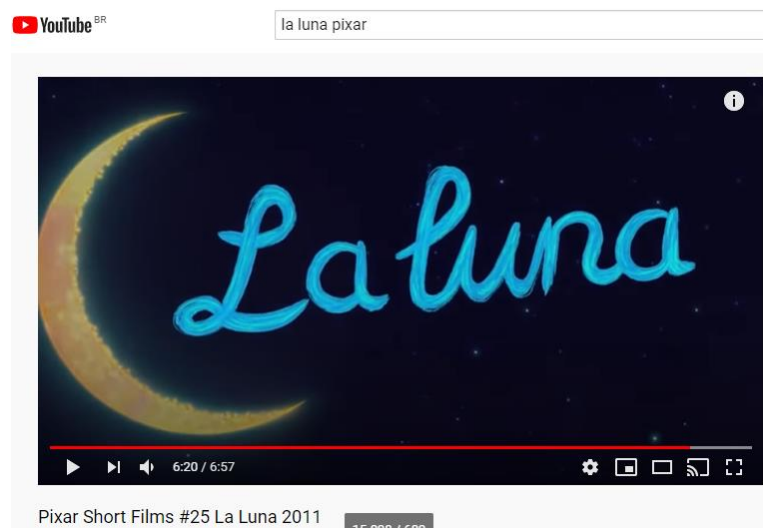 YouTube BR
la luna pixar
La luna
6:20 / 6:57
Pixar Short Films #25 La Luna 2011